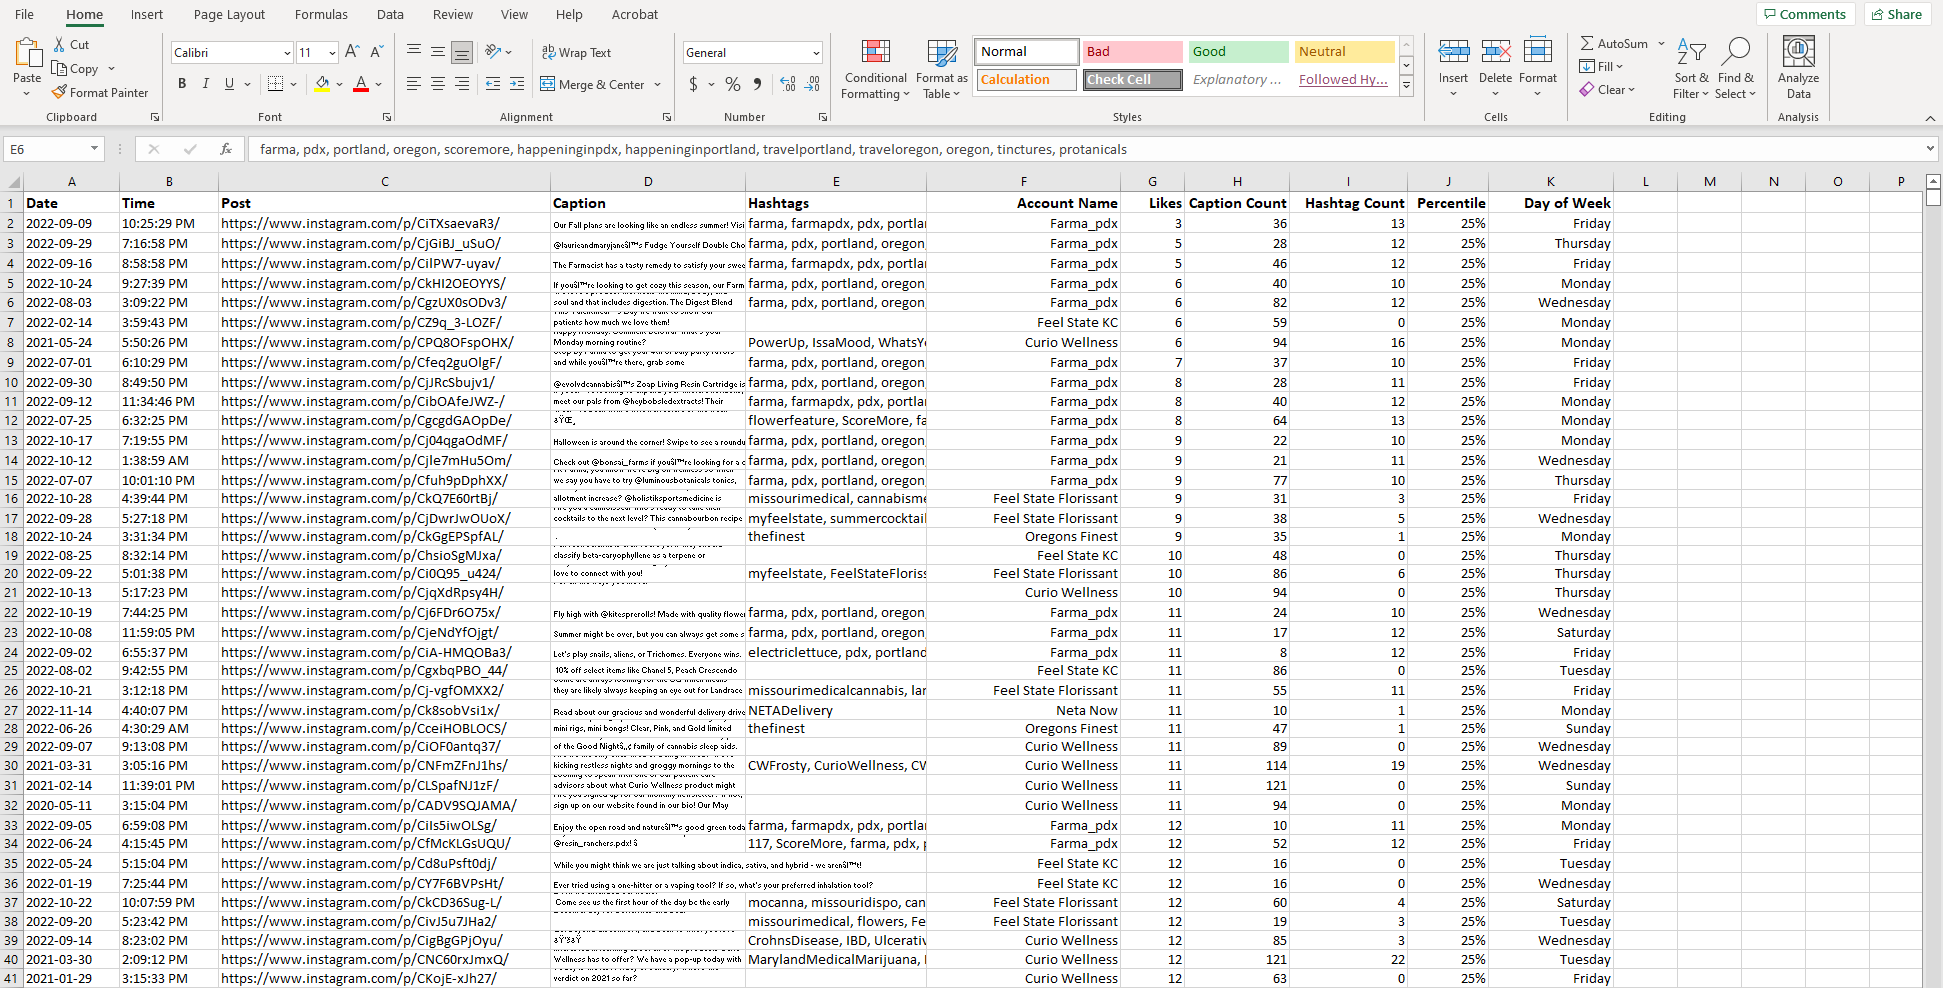 File Home Insert Page Layout Formulas Data Review View Help Acrobat Comments Share
Paste Cut Copy Format Painter Clipboard
Calibri 11 B I U Font
Wrap Text Merge & Center Alignment
General $ % Number
Conditional Formatting Format as Table
Normal Bad Good Neutral
Calculation Check Cell Explanatory ... Followed Hy...
Styles
Insert Delete Format Cells
AutoSum Fill Clear Sort & Filter Find & Select Editing
Analyze Data Analysis
E6 fx farma, pdx, portland, oregon, scoremore, happeninginpdx, happeninginportland, travelportland, traveloregon, oregon, tinctures, protanicals
A B C D E F G H I J K L M N O P
1 Date Time Post Caption Hashtags Account Name Likes Caption Count Hashtag Count Percentile Day of Week
2 2022-09-09 10:25:29 PM https://www.instagram.com/p/CiTXsaevaR3/ Our Fall plans are looking like an endless summer! Visi farma, farmapdx, pdx, portlar Farma_pdx 3 36 13 25% Friday
3 2022-09-29 7:16:58 PM https://www.instagram.com/p/CjGiBJ_uSuO/ @laurieandmaryjaneâ€™s Fudge Yourself Double Cho farma, pdx, portland, oregon, Farma_pdx 5 28 12 25% Thursday
4 2022-09-16 8:58:58 PM https://www.instagram.com/p/CilPW7-uyav/ The Farmacist has a tasty remedy to satisfy your swee farma, farmapdx, pdx, portlar Farma_pdx 5 46 12 25% Friday
5 2022-10-24 9:27:39 PM https://www.instagram.com/p/CkHI2OEOYYS/ If youâ€™re looking to get cozy this season, our Farm farma, pdx, portland, oregon, Farma_pdx 6 40 10 25% Monday
6 2022-08-03 3:09:22 PM https://www.instagram.com/p/CgzUX0sODv3/ soul and that includes digestion. The Digest Blend farma, pdx, portland, oregon, Farma_pdx 6 82 12 25% Wednesday
7 2022-02-14 3:59:43 PM https://www.instagram.com/p/CZ9q_3-LOZF/ patients how much we love them! Feel State KC 6 59 0 25% Monday
8 2021-05-24 5:50:26 PM https://www.instagram.com/p/CPQ8OFspOHX/ Monday morning routine? PowerUp, IssaMood, WhatsYo Curio Wellness 6 94 16 25% Monday
9 2022-07-01 6:10:29 PM https://www.instagram.com/p/Cfeq2guOlgF/ and while youâ€™re there, grab some farma, pdx, portland, oregon, Farma_pdx 7 37 10 25% Friday
10 2022-09-30 8:49:50 PM https://www.instagram.com/p/CjJRcSbujv1/ @evolvdcannabisâ€™s Zoap Living Resin Cartridge is farma, pdx, portland, oregon, Farma_pdx 8 28 11 25% Friday
11 2022-09-12 11:34:46 PM https://www.instagram.com/p/CibOAfeJWZ-/ meet our pals from @heybobsledextracts! Their farma, farmapdx, pdx, portlar Farma_pdx 8 40 12 25% Monday
12 2022-07-25 6:32:25 PM https://www.instagram.com/p/CgcgdGAOpDe/ flowerfeature, ScoreMore, fa Farma_pdx 8 64 13 25% Monday
13 2022-10-17 7:19:55 PM https://www.instagram.com/p/Cj04qgaOdMF/ Halloween is around the corner! Swipe to see a roundu farma, pdx, portland, oregon, Farma_pdx 9 22 10 25% Monday
14 2022-10-12 1:38:59 AM https://www.instagram.com/p/Cjle7mHu5Om/ Check out @bonsai_farms if youâ€™re looking for a c farma, pdx, portland, oregon, Farma_pdx 9 21 11 25% Wednesday
15 2022-07-07 10:01:10 PM https://www.instagram.com/p/Cfuh9pDphXX/ we say you have to try @luminousbotanicals tonics, farma, pdx, portland, oregon, Farma_pdx 9 77 10 25% Thursday
16 2022-10-28 4:39:44 PM https://www.instagram.com/p/CkQ7E60rtBj/ allotment increase? @holistiksportsmedicine is missourimedical, cannabisme Feel State Florissant 9 31 3 25% Friday
17 2022-09-28 5:27:18 PM https://www.instagram.com/p/CjDwrJwOUoX/ cocktails to the next level? This cannabourbon recipe myfeelstate, summercocktail Feel State Florissant 9 38 5 25% Wednesday
18 2022-10-24 3:31:34 PM https://www.instagram.com/p/CkGgEPSpfAL/ . thefinest Oregons Finest 9 35 1 25% Monday
19 2022-08-25 8:32:14 PM https://www.instagram.com/p/ChsioSgMJxa/ classify beta-caryophyllene as a terpene or Feel State KC 10 48 0 25% Thursday
20 2022-09-22 5:01:38 PM https://www.instagram.com/p/Ci0Q95_u424/ love to connect with you! myfeelstate, FeelStateFloriss Feel State Florissant 10 86 6 25% Thursday
21 2022-10-13 5:17:23 PM https://www.instagram.com/p/CjqXdRpsy4H/ Curio Wellness 10 94 0 25% Thursday
22 2022-10-19 7:44:25 PM https://www.instagram.com/p/Cj6FDr6O75x/ Fly high with @kitesprerolls! Made with quality flower farma, pdx, portland, oregon, Farma_pdx 11 24 10 25% Wednesday
23 2022-10-08 11:59:05 PM https://www.instagram.com/p/CjeNdYfOjgt/ Summer might be over, but you can always get some s farma, pdx, portland, oregon, Farma_pdx 11 17 12 25% Saturday
24 2022-09-02 6:55:37 PM https://www.instagram.com/p/CiA-HMQOBa3/ Let's play snails, aliens, or Trichomes. Everyone wins. electriclettuce, pdx, portland Farma_pdx 11 8 12 25% Friday
25 2022-08-02 9:42:55 PM https://www.instagram.com/p/CgxbqPBO_44/ 10% off select items like Chanel 5, Peach Crescendo Feel State KC 11 86 0 25% Tuesday
26 2022-10-21 3:12:18 PM https://www.instagram.com/p/Cj-vgfOMXX2/ they are likely always keeping an eye out for Landrace missourimedicalcannabis, lar Feel State Florissant 11 55 11 25% Friday
27 2022-11-14 4:40:07 PM https://www.instagram.com/p/Ck8sobVsi1x/ Read about our gracious and wonderful delivery drive NETADelivery Neta Now 11 10 1 25% Monday
28 2022-06-26 4:30:29 AM https://www.instagram.com/p/CceiHOBLOCS/ mini rigs, mini bongs! Clear, Pink, and Gold limited thefinest Oregons Finest 11 47 1 25% Sunday
29 2022-09-07 9:13:08 PM https://www.instagram.com/p/CiOF0antq37/ of the Good Nightâ„¢ family of cannabis sleep aids. Curio Wellness 11 89 0 25% Wednesday
30 2021-03-31 3:05:16 PM https://www.instagram.com/p/CNFmZFnJ1hs/ kicking restless nights and groggy mornings to the CWFrosty, CurioWellness, CW Curio Wellness 11 114 19 25% Wednesday
31 2021-02-14 11:39:01 PM https://www.instagram.com/p/CLSpafNJ1zF/ advisors about what Curio Wellness product might Curio Wellness 11 121 0 25% Sunday
32 2020-05-11 3:15:04 PM https://www.instagram.com/p/CADV9SQJAMA/ sign up on our website found in our bio! Our May Curio Wellness 11 94 0 25% Monday
33 2022-09-05 6:59:08 PM https://www.instagram.com/p/CiIs5iwOLSg/ Enjoy the open road and natureâ€™s good green toda farma, farmapdx, pdx, portlar Farma_pdx 12 10 11 25% Monday
34 2022-06-24 4:15:45 PM https://www.instagram.com/p/CfMcKLGsUQU/ @resin_ranchers.pdx! 117, ScoreMore, farma, pdx, p Farma_pdx 12 52 12 25% Friday
35 2022-05-24 5:15:04 PM https://www.instagram.com/p/Cd8uPsft0dj/ While you might think we are just talking about indica, sativa, and hybrid - we arenâ€™t! Feel State KC 12 16 0 25% Tuesday
36 2022-01-19 7:25:44 PM https://www.instagram.com/p/CY7F6BVPsHt/ Ever tried using a one-hitter or a vaping tool? If so, what's your preferred inhalation tool? Feel State KC 12 16 0 25% Wednesday
37 2022-10-22 10:07:59 PM https://www.instagram.com/p/CkCD36Sug-L/ Come see us the first hour of the day be the early mocanna, missouridispo, can Feel State Florissant 12 60 4 25% Saturday
38 2022-09-20 5:23:42 PM https://www.instagram.com/p/CivJ5u7JHa2/ missourimedical, flowers, Fe Feel State Florissant 12 19 3 25% Tuesday
39 2022-09-14 8:23:02 PM https://www.instagram.com/p/CigBgGPjOyu/ CrohnsDisease, IBD, Ulcerativ Curio Wellness 12 85 3 25% Wednesday
40 2021-03-30 2:09:12 PM https://www.instagram.com/p/CNC60rxJmxQ/ Wellness has to offer? We have a pop-up today with MarylandMedicalMarijuana, Curio Wellness 12 121 22 25% Tuesday
41 2021-01-29 3:15:33 PM https://www.instagram.com/p/CKojE-xJh27/ verdict on 2021 so far? Curio Wellness 12 63 0 25% Friday